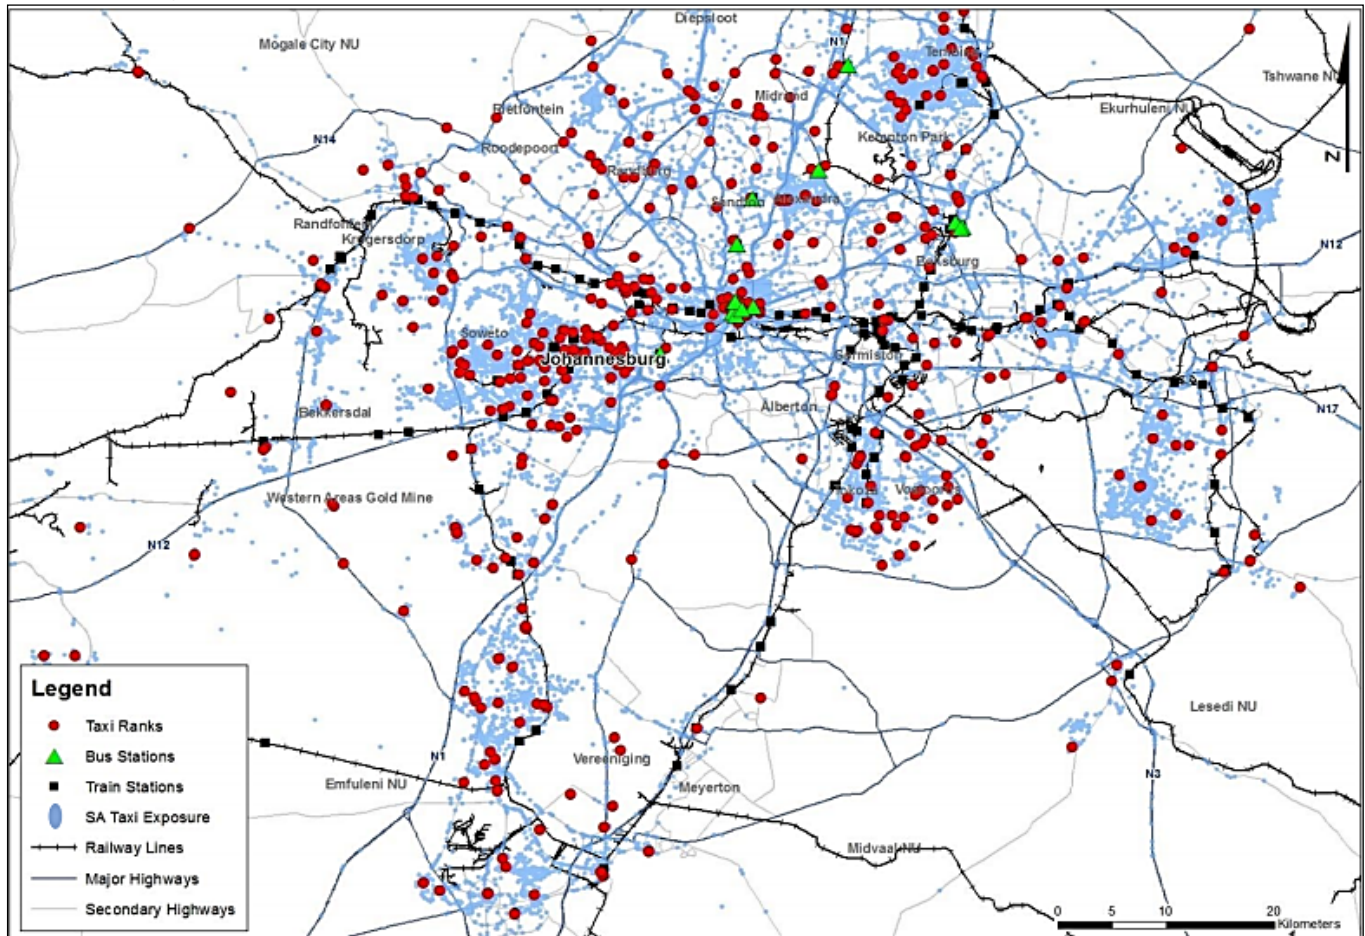 Diepsloot
Mogale City NU
N1
Tembisa
Tshwane NU
Midrand
Rietfontein
Ekurhuleni NU
Kempton Park
N14
Roodepoort
N
Randburg
Sandton
Alexandra
Randfontein
Krugersdorp
N12
Boksburg
Soweto
Johannesburg
Germiston
Bekkersdal
Alberton
N17
Western Areas Gold Mine
Tokoza
Vosloorus
N12
Legend
Taxi Ranks
Bus Stations
Train Stations
SA Taxi Exposure
Railway Lines
Major Highways
Secondary Highways
Lesedi NU
N1
Vereeniging
N3
Emfuleni NU
Meyerton
Midvaal NU
0 5 10 20
Kilometers